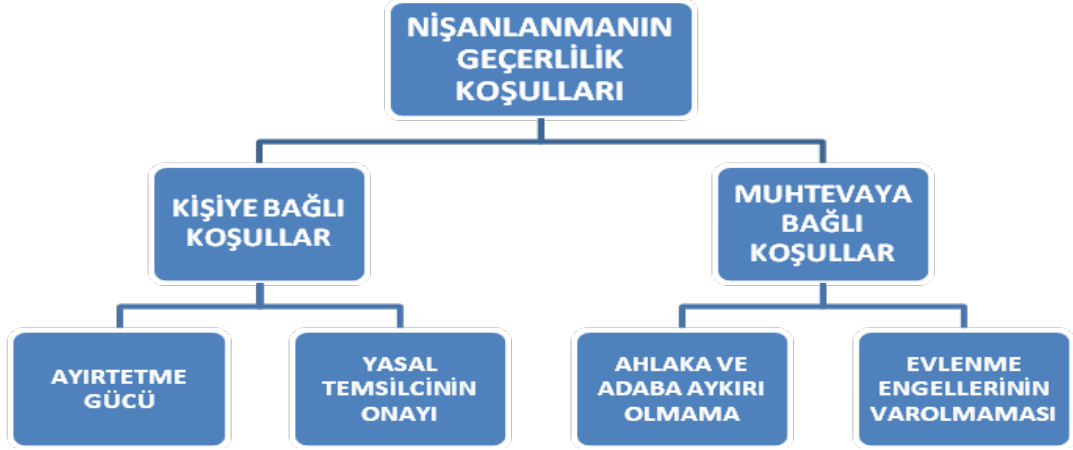 NİŞANLANMANIN
GEÇERLİLİK
KOŞULLARI
KİŞİYE BAĞLI
KOŞULLAR
MUHTEVAYA
BAĞLI
KOŞULLAR
AYIRTETME
GÜCÜ
YASAL
TEMSİLCİNİN
ONAYI
AHLAKA VE
ADABA AYKIRI
OLMAMA
EVLENME
ENGELLERİNİN
VAROLMAMASI